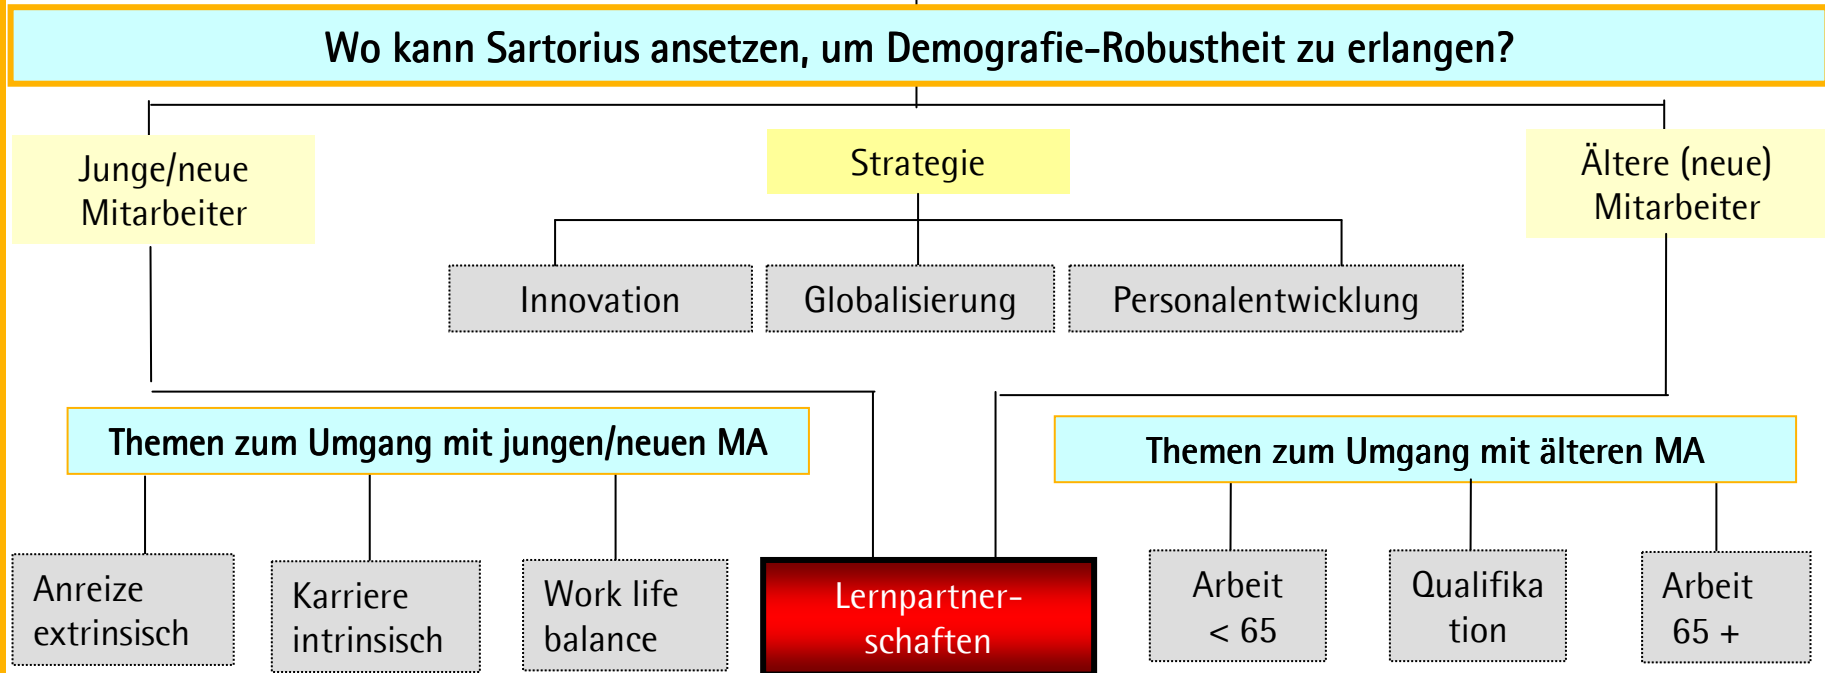 Wo kann Sartorius ansetzen, um Demografie-Robustheit zu erlangen?
Junge/neue
Mitarbeiter
Strategie
Ältere (neue)
Mitarbeiter
Innovation
Globalisierung
Personalentwicklung
Themen zum Umgang mit jungen/neuen MA
Themen zum Umgang mit älteren MA
Anreize
extrinsisch
Karriere
intrinsisch
Work life
balance
Lernpartner-
schaften
Arbeit
< 65
Qualifika
tion
Arbeit
65 +